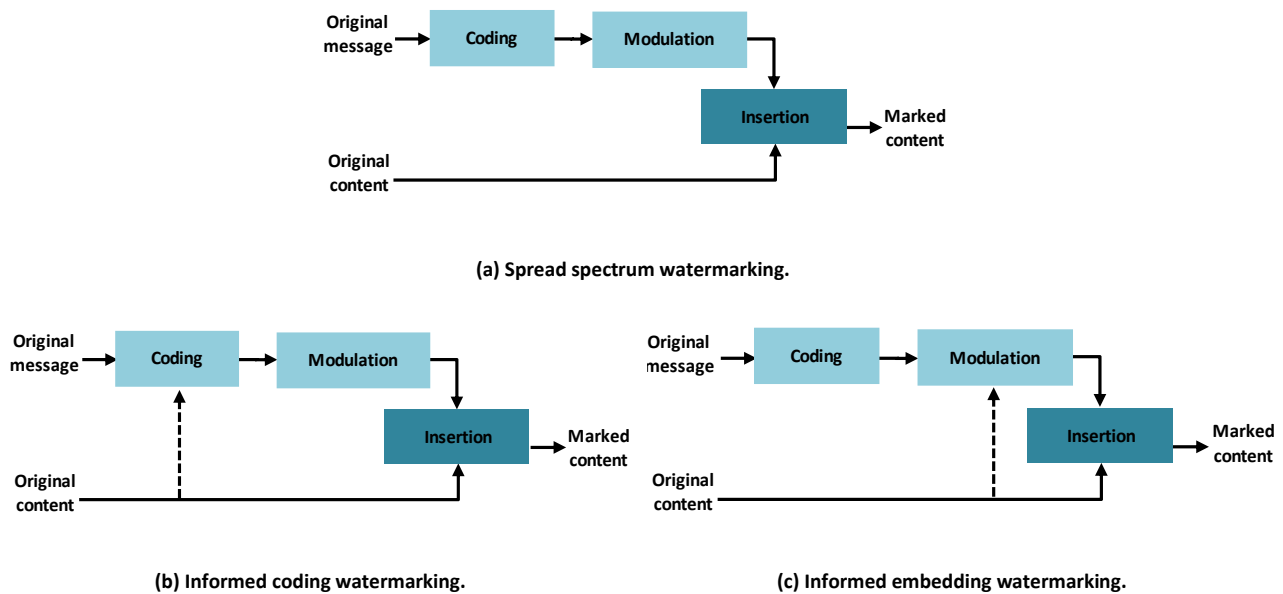 Original
message
Coding
Modulation
Insertion
Marked
content
Original
content
(a) Spread spectrum watermarking.
Original
message
Coding
Modulation
Insertion
Marked
content
Original
content
(b) Informed coding watermarking.
Original
message
Coding
Modulation
Insertion
Marked
content
Original
content
(c) Informed embedding watermarking.